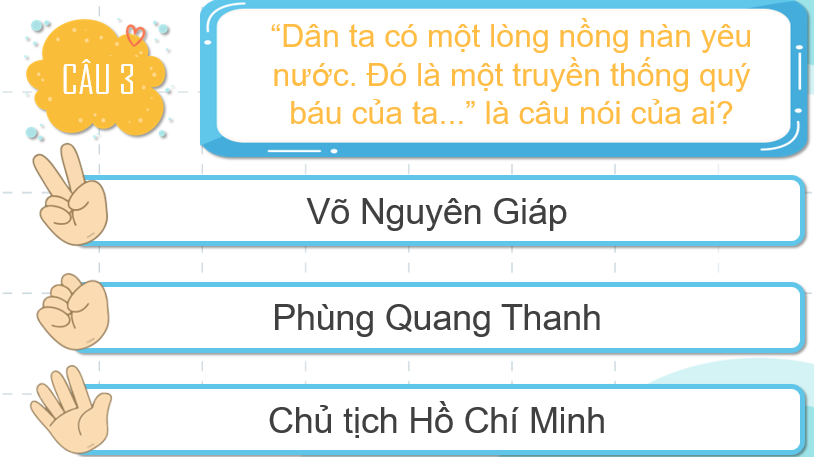 CÂU 3
“Dân ta có một lòng nồng nàn yêu
nước. Đó là một truyền thống quý
báu của ta...” là câu nói của ai?
Võ Nguyên Giáp
Phùng Quang Thanh
Chủ tịch Hồ Chí Minh